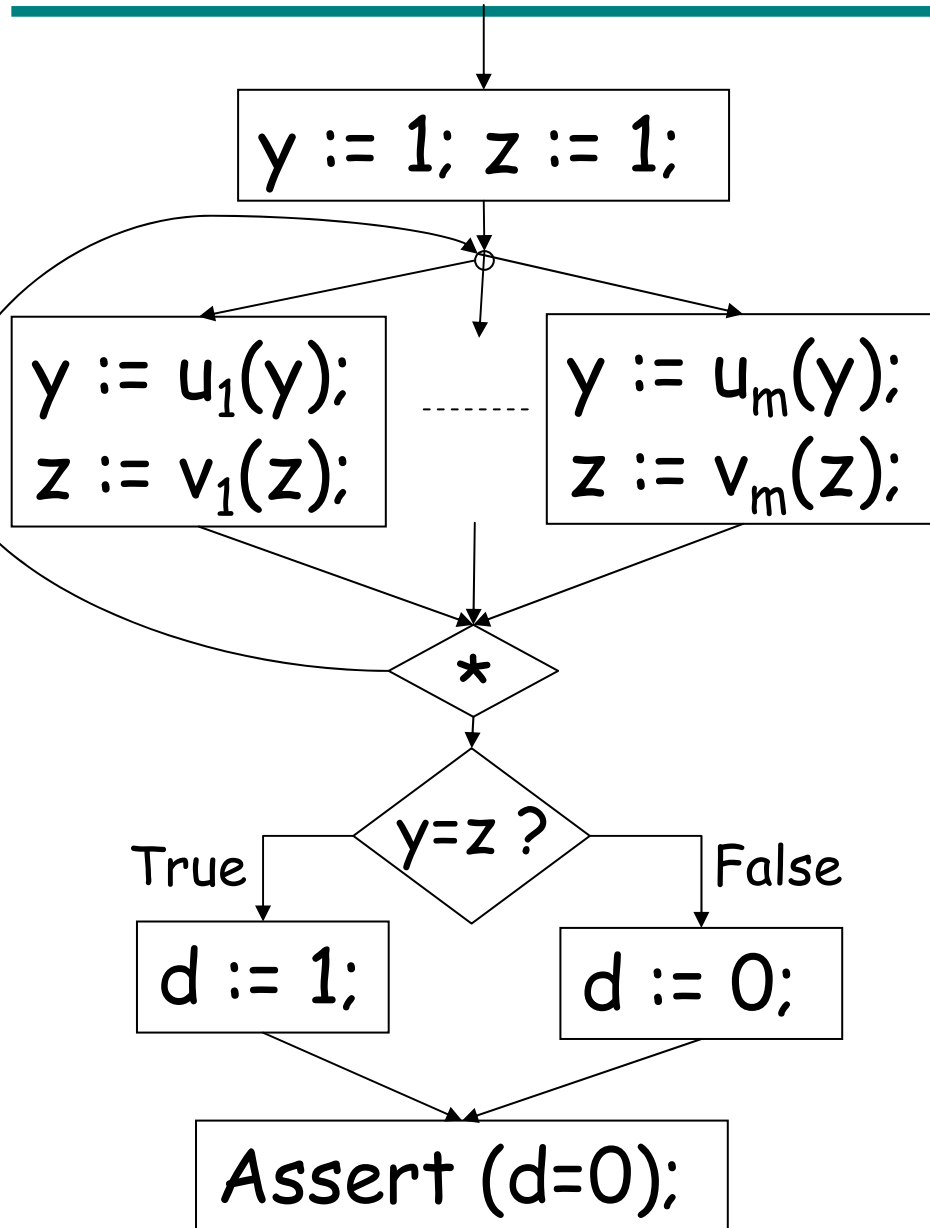 y := 1; z := 1;
y := u₁(y);
z := v₁(z);
y := uₘ(y);
z := vₘ(z);
*
y=z ?
True
False
d := 1;
d := 0;
Assert (d=0);